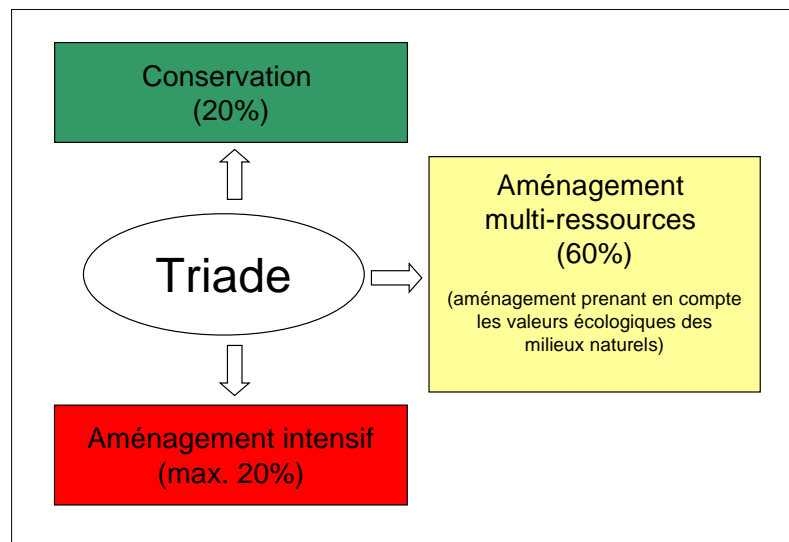 Conservation
(20%)
Triade
Aménagement
multi-ressources
(60%)
(aménagement prenant en compte
les valeurs écologiques des
milieux naturels)
Aménagement intensif
(max. 20%)